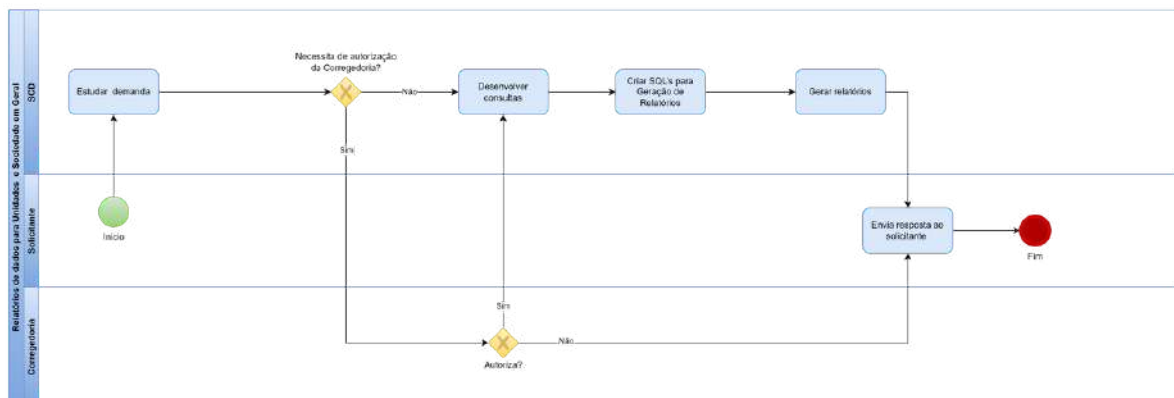 Relatórios de dados para Unidades e Sociedade em Geral
SCD
Necessita de autorização
da Corregedoria?
Estudar demanda
Não
Desenvolver
consultas
Criar SQL's para
Geração de
Relatórios
Gerar relatórios
Sim
Solicitante
Início
Envia resposta ao
solicitante
Fim
Corregedoria
Sim
Não
Autoriza?